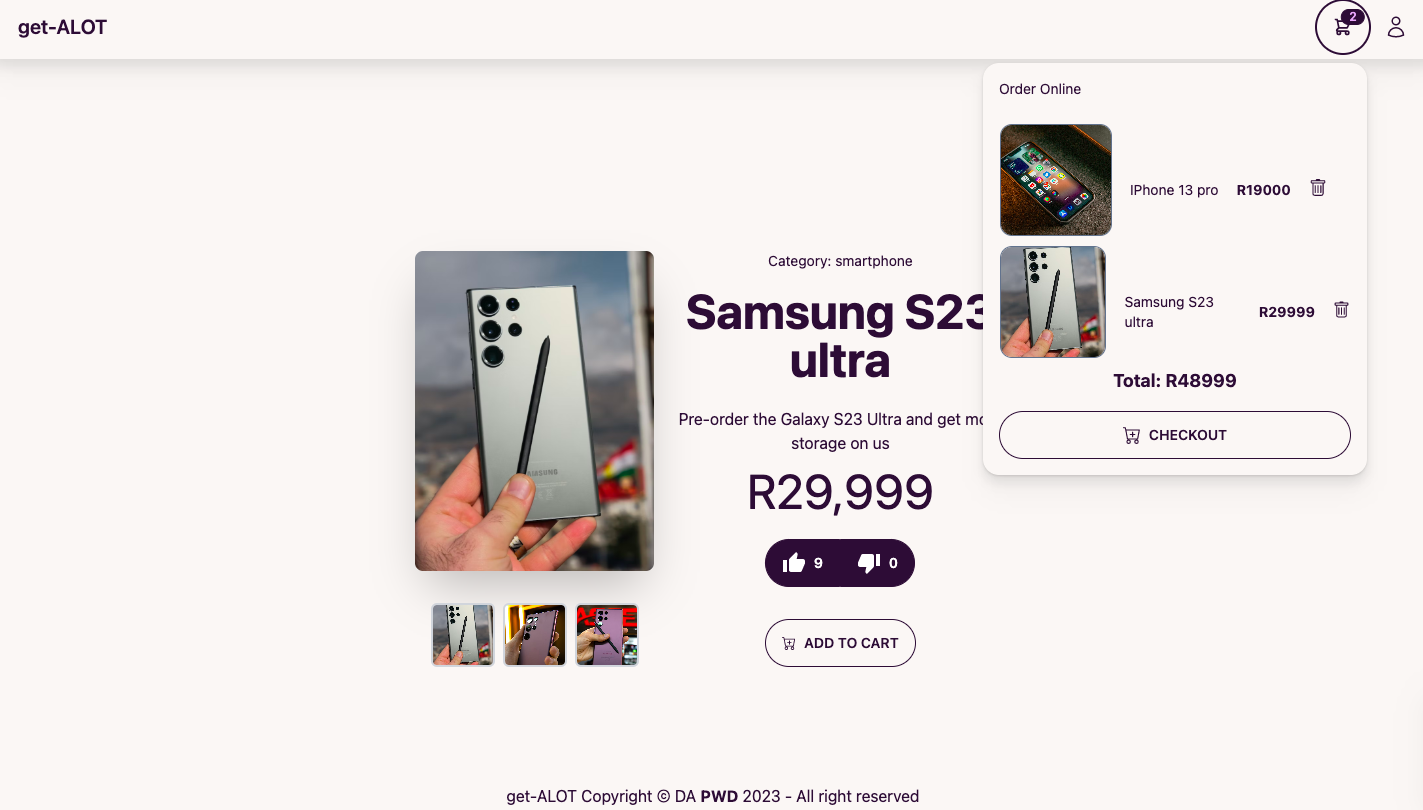 get-ALOT
2
Order Online
IPhone 13 pro R19000
Samsung S23
ultra
R29999
Total: R48999
CHECKOUT
Category: smartphone
Samsung S23
ultra
Pre-order the Galaxy S23 Ultra and get
storage on us
R29,999
9 0
ADD TO CART
SAMSUNG
get-ALOT Copyright © DA PWD 2023 - All right reserved